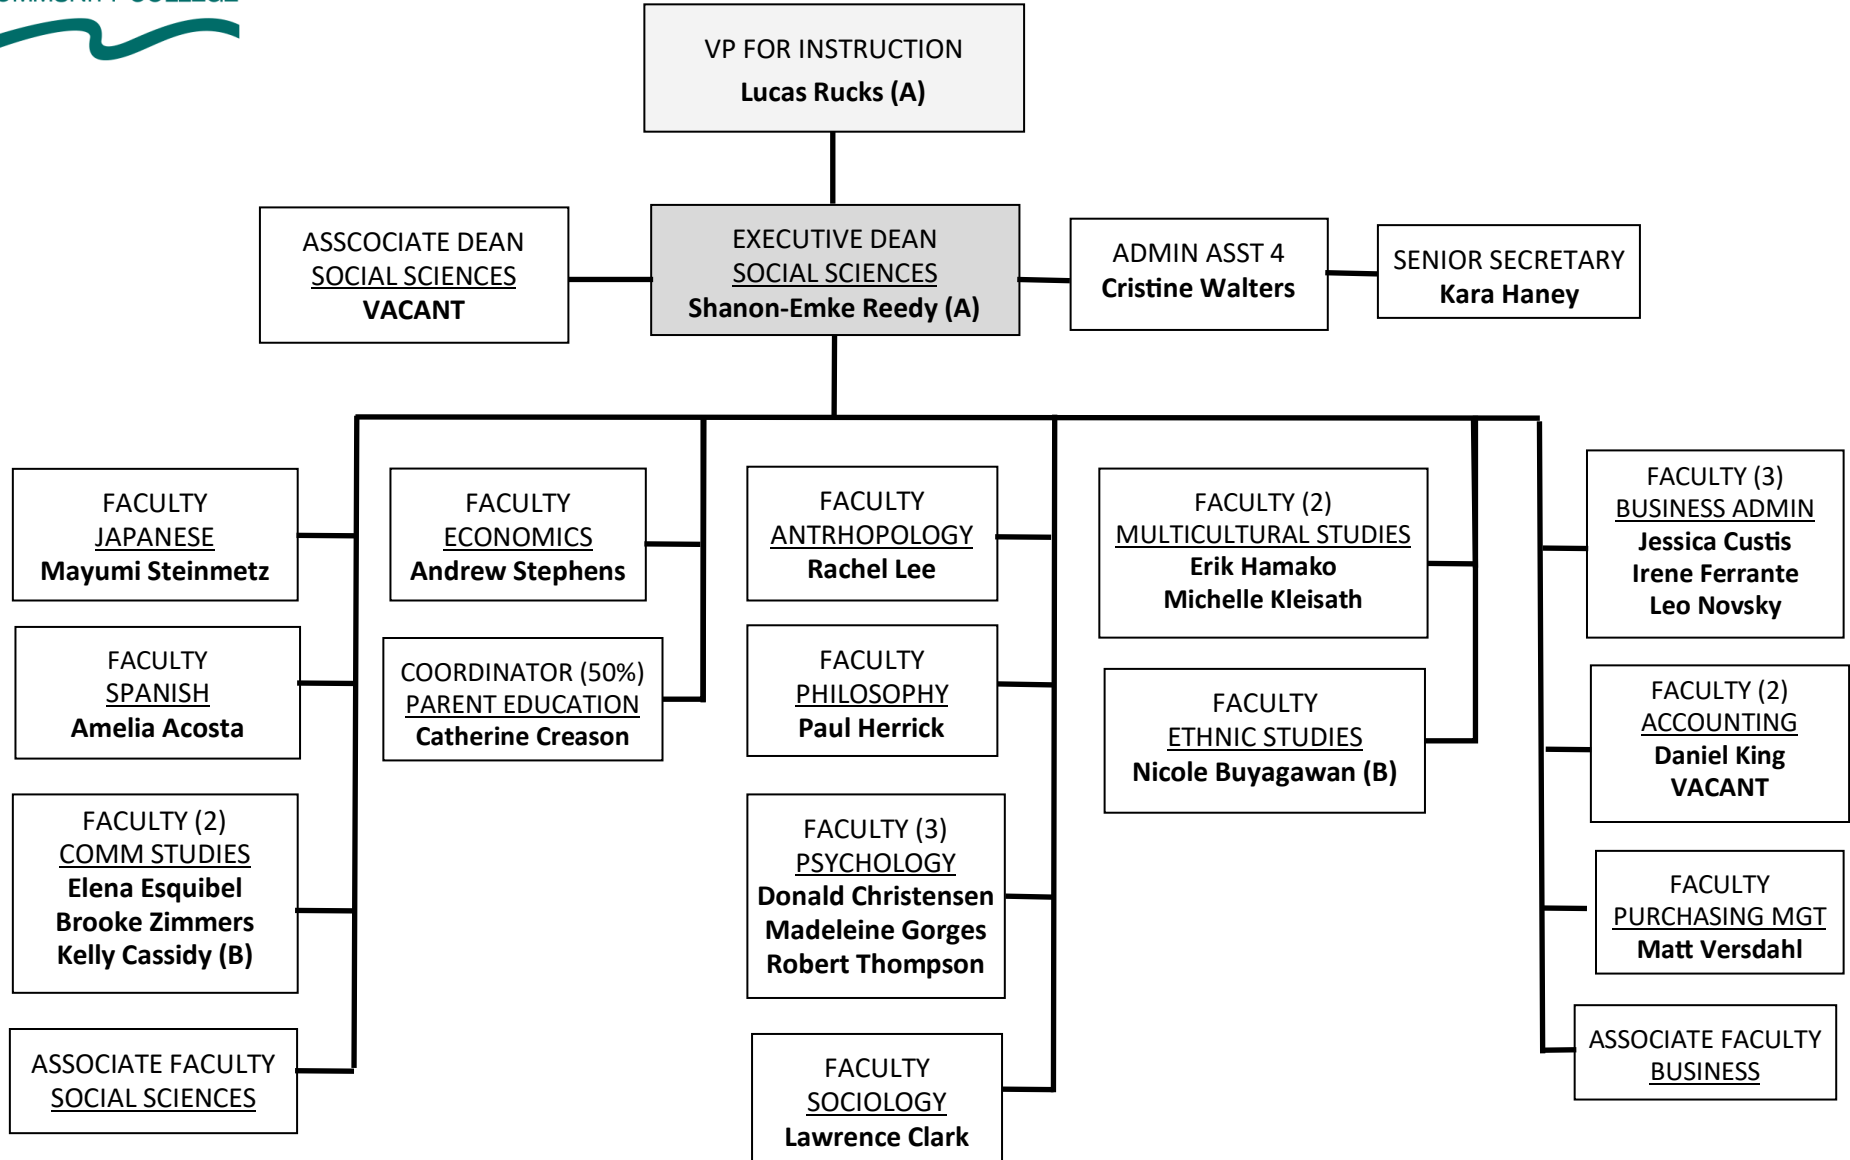 COMMUNITY COLLEGE
VP FOR INSTRUCTION
Lucas Rucks (A)
ASSCOCIATE DEAN
SOCIAL SCIENCES
VACANT
EXECUTIVE DEAN
SOCIAL SCIENCES
Shanon-Emke Reedy (A)
ADMIN ASST 4
Cristine Walters
SENIOR SECRETARY
Kara Haney
FACULTY
JAPANESE
Mayumi Steinmetz
FACULTY
SPANISH
Amelia Acosta
FACULTY (2)
COMM STUDIES
Elena Esquibel
Brooke Zimmers
Kelly Cassidy (B)
ASSOCIATE FACULTY
SOCIAL SCIENCES
FACULTY
ECONOMICS
Andrew Stephens
COORDINATOR (50%)
PARENT EDUCATION
Catherine Creason
FACULTY
ANTRHOPOLOGY
Rachel Lee
FACULTY
PHILOSOPHY
Paul Herrick
FACULTY (3)
PSYCHOLOGY
Donald Christensen
Madeleine Gorges
Robert Thompson
FACULTY
SOCIOLOGY
Lawrence Clark
FACULTY (2)
MULTICULTURAL STUDIES
Erik Hamako
Michelle Kleisath
FACULTY
ETHNIC STUDIES
Nicole Buyagawan (B)
FACULTY (3)
BUSINESS ADMIN
Jessica Custis
Irene Ferrante
Leo Novsky
FACULTY (2)
ACCOUNTING
Daniel King
VACANT
FACULTY
PURCHASING MGT
Matt Versdahl
ASSOCIATE FACULTY
BUSINESS